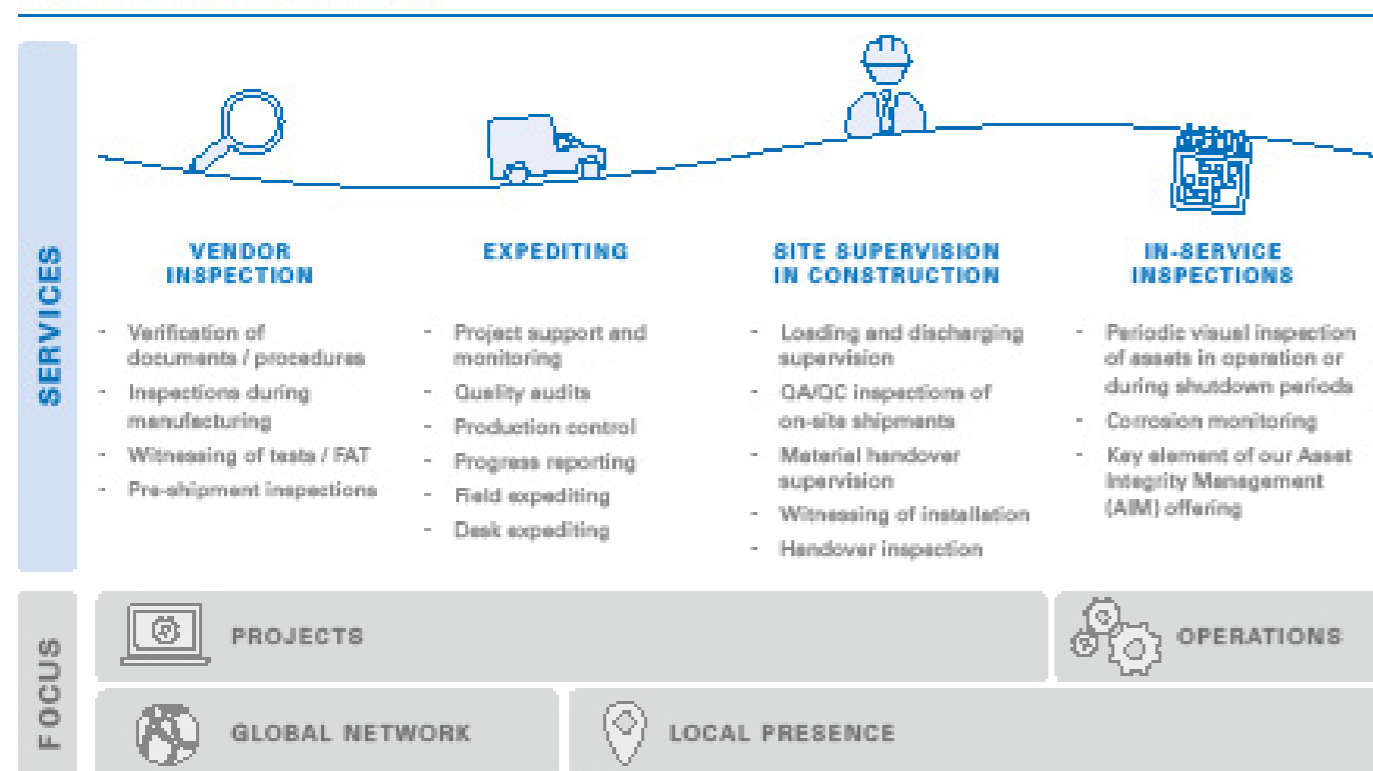 SERVICES
VENDOR
INSPECTION
- Verification of
documents / procedures
- Inspections during
manufacturing
- Witnessing of tests / FAT
- Pre-shipment inspections
EXPEDITING
- Project support and
monitoring
- Quality audits
- Production control
- Progress reporting
- Field expediting
- Desk expediting
SITE SUPERVISION
IN CONSTRUCTION
- Loading and discharging
supervision
- QA/QC inspections of
on-site shipments
- Material handover
supervision
- Witnessing of installation
- Handover inspection
IN-SERVICE
INSPECTIONS
- Periodic visual inspection
of assets in operation or
during shutdown periods
- Corrosion monitoring
- Key element of our Asset
Integrity Management
(AIM) offering
FOCUS
PROJECTS
OPERATIONS
GLOBAL NETWORK
LOCAL PRESENCE